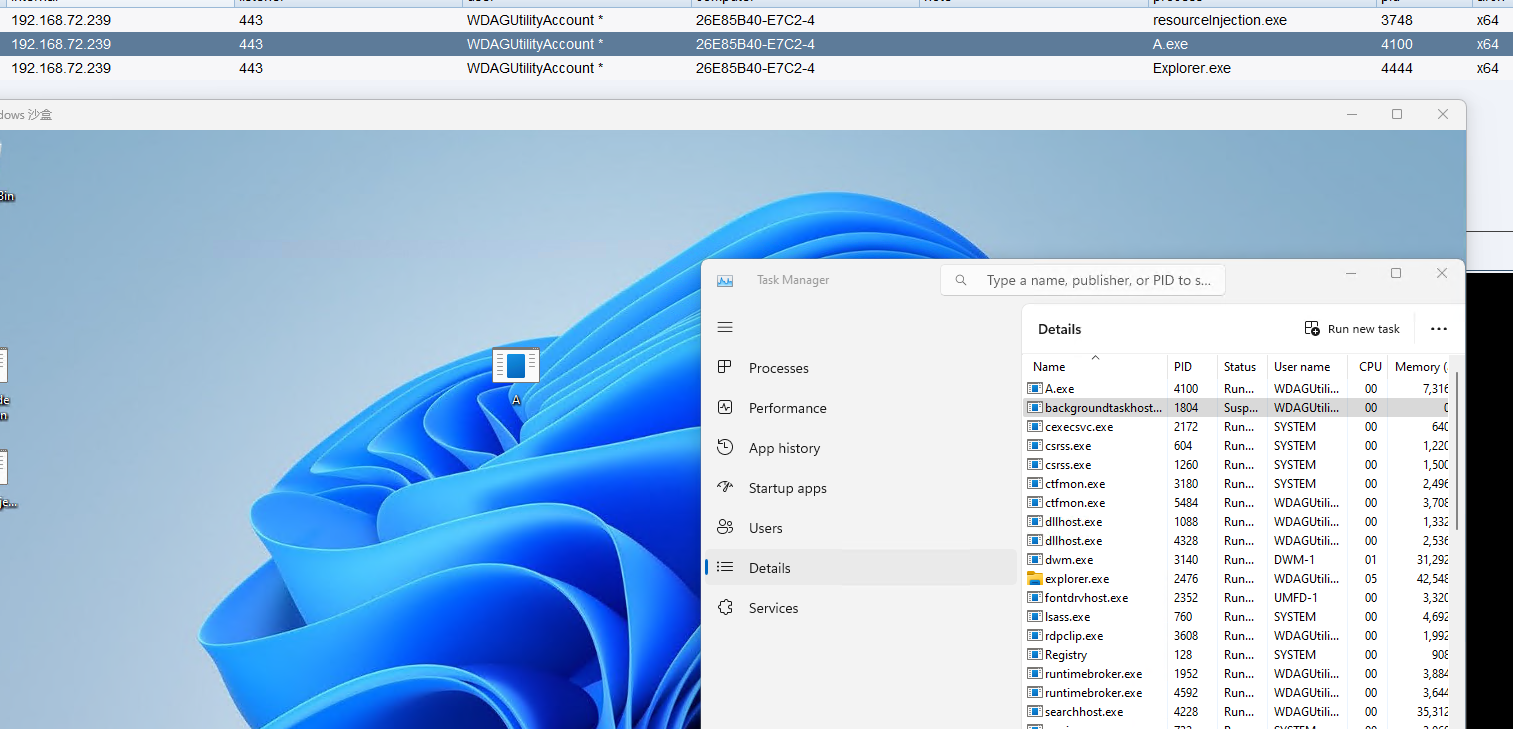 192.168.72.239 443 WDAGUtilityAccount * 26E85B40-E7C2-4 resourceInjection.exe 3748 x64
192.168.72.239 443 WDAGUtilityAccount * 26E85B40-E7C2-4 A.exe 4100 x64
192.168.72.239 443 WDAGUtilityAccount * 26E85B40-E7C2-4 Explorer.exe 4444 x64
dows 沙盒
Bin
A
Task Manager
Type a name, publisher, or PID to s...
Details
Run new task
Processes
Performance
App history
Startup apps
Users
Details
Services
Name PID Status User name CPU Memory (
A.exe 4100 Run... WDAGUtili... 00 7,316
backgroundtaskhost... 1804 Susp... WDAGUtili... 00 0
cexecsvc.exe 2172 Run... SYSTEM 00 640
csrss.exe 604 Run... SYSTEM 00 1,220
csrss.exe 1260 Run... SYSTEM 00 1,500
ctfmon.exe 3180 Run... SYSTEM 00 2,496
ctfmon.exe 5484 Run... WDAGUtili... 00 3,708
dllhost.exe 1088 Run... WDAGUtili... 00 1,332
dllhost.exe 4328 Run... WDAGUtili... 00 2,536
dwm.exe 3140 Run... DWM-1 01 31,292
explorer.exe 2476 Run... WDAGUtili... 05 42,548
fontdrvhost.exe 2352 Run... UMFD-1 00 3,320
lsass.exe 760 Run... SYSTEM 00 4,692
rdpclip.exe 3608 Run... WDAGUtili... 00 1,992
Registry 128 Run... SYSTEM 00 908
runtimebroker.exe 1952 Run... WDAGUtili... 00 3,884
runtimebroker.exe 4592 Run... WDAGUtili... 00 3,644
searchhost.exe 4228 Run... WDAGUtili... 00 35,312